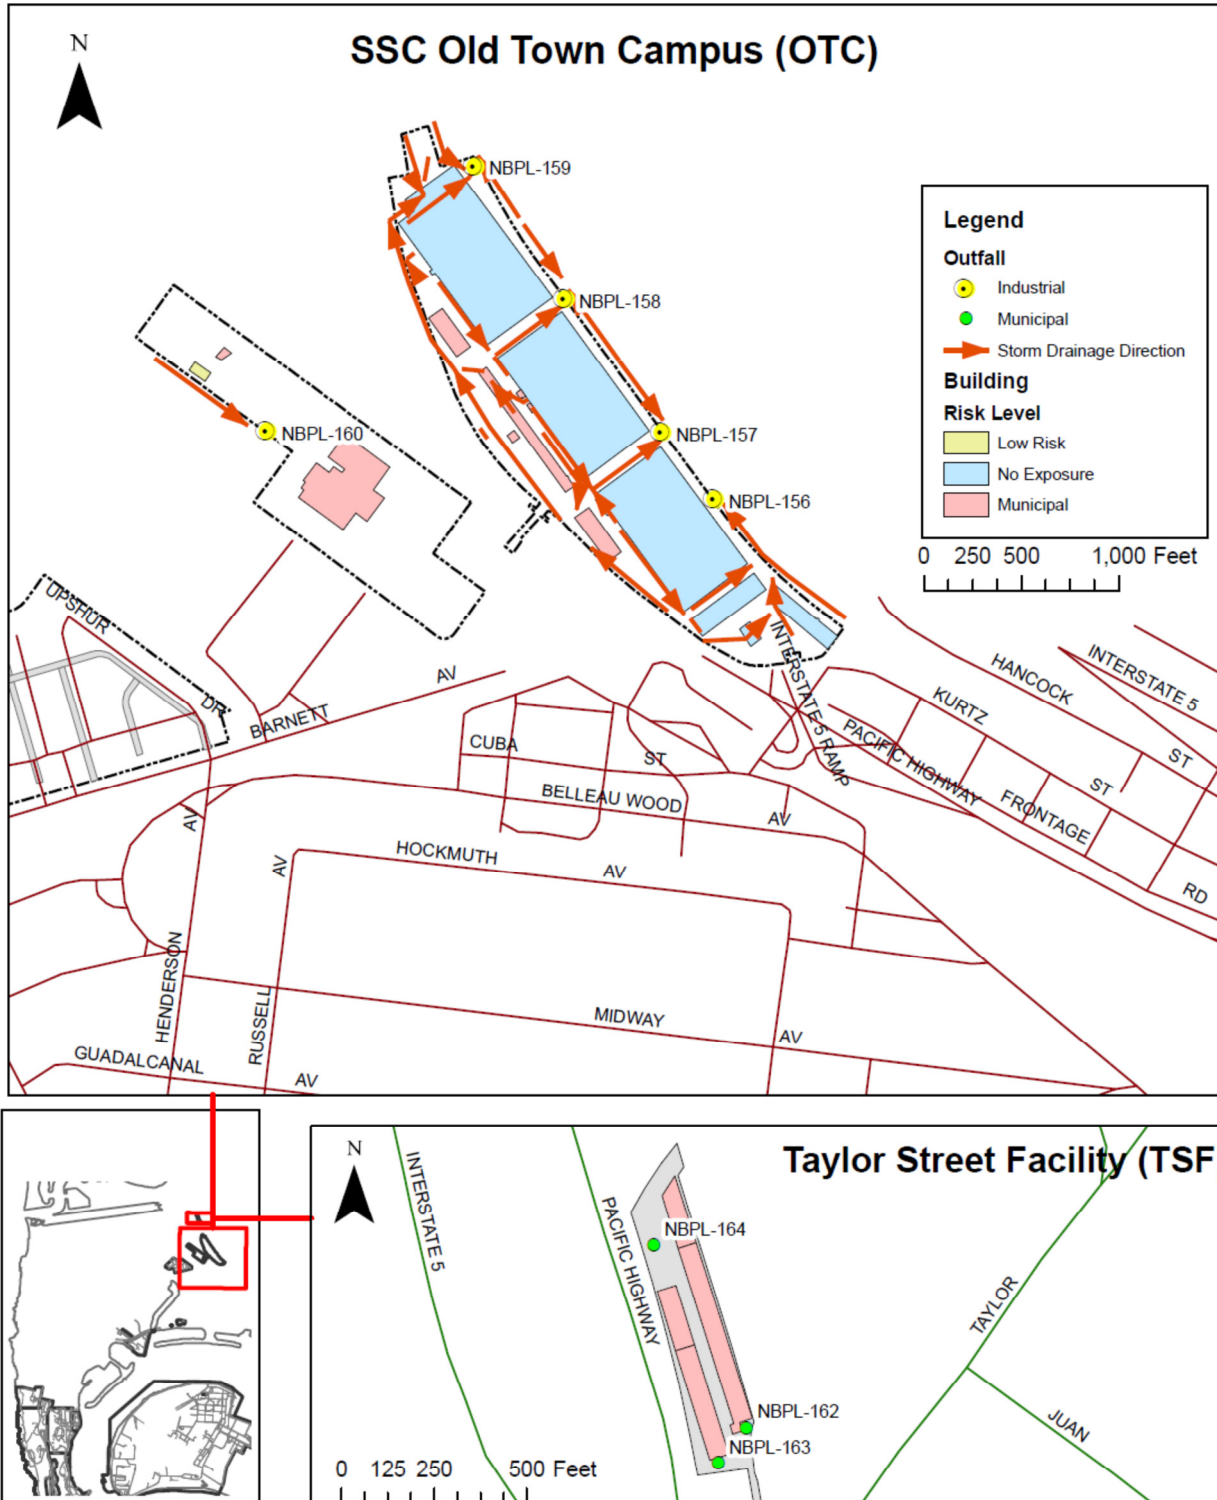 N
SSC Old Town Campus (OTC)
NBPL-159
NBPL-158
NBPL-157
NBPL-156
NBPL-160
Legend
Outfall
Industrial
Municipal
Storm Drainage Direction
Building
Risk Level
Low Risk
No Exposure
Municipal
0 250 500 1,000 Feet
UPSHUR
DR
BARNETT
AV
CUBA
ST
BELLEAU WOOD
AV
HOCKMUTH
AV
AV
AV
HENDERSON
RUSSELL
MIDWAY
AV
GUADALCANAL
AV
INTERSTATE 5 RAMP
PACIFIC HIGHWAY
FRONTAGE
RD
KURTZ
ST
HANCOCK
ST
INTERSTATE 5
N
Taylor Street Facility (TSF
INTERSTATE 5
PACIFIC HIGHWAY
NBPL-164
NBPL-162
NBPL-163
TAYLOR
JUAN
0 125 250 500 Feet